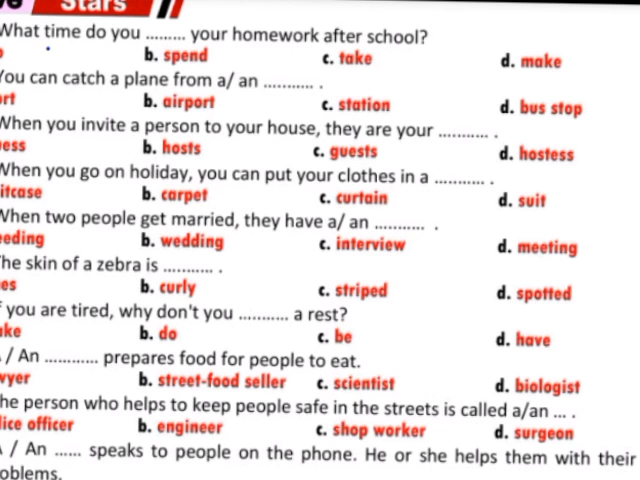 Stars
What time do you ......... your homework after school?
b. spend c. take d. make
You can catch a plane from a/ an ........... .
b. airport c. station d. bus stop
When you invite a person to your house, they are your ........... .
b. hosts c. guests d. hostess
When you go on holiday, you can put your clothes in a ........... .
b. carpet c. curtain d. suit
When two people get married, they have a/ an ........... .
b. wedding c. interview d. meeting
The skin of a zebra is ........... .
b. curly c. striped d. spotted
you are tired, why don't you ........... a rest?
b. do c. be d. have
/ An ............ prepares food for people to eat.
b. street-food seller c. scientist d. biologist
The person who helps to keep people safe in the streets is called a/an ... .
officer b. engineer c. shop worker d. surgeon
/ An ...... speaks to people on the phone. He or she helps them with their